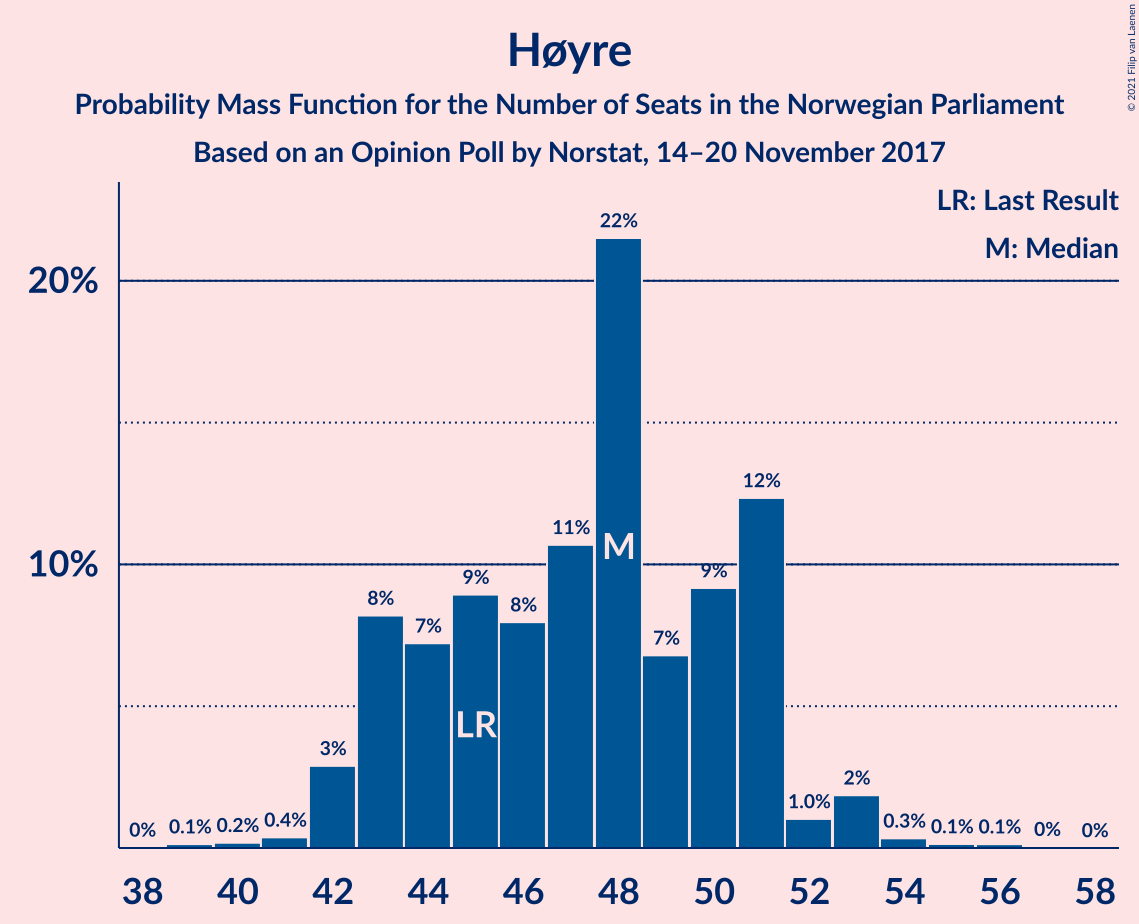 Høyre
Probability Mass Function for the Number of Seats in the Norwegian Parliament
Based on an Opinion Poll by Norstat, 14–20 November 2017
© 2021 Filip van Laenen
LR: Last Result
M: Median
20%
10%
0%
0.1%
0.2%
0.4%
3%
8%
7%
9%
8%
11%
22%
7%
9%
12%
1.0%
2%
0.3%
0.1%
0.1%
0%
0%
LR
M
38 40 42 44 46 48 50 52 54 56 58